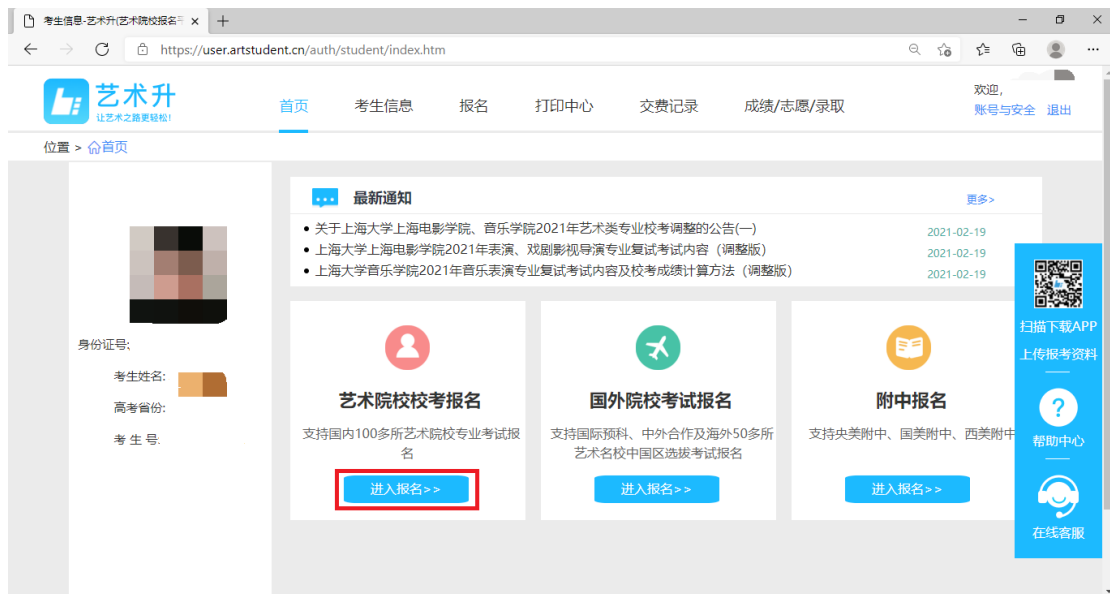 考生信息-艺术升(艺术院校报名平
https://user.artstudent.cn/auth/student/index.htm
艺术升
让艺术之路更轻松!
首页 考生信息 报名 打印中心 交费记录 成绩/志愿/录取
欢迎,
账号与安全 退出
位置 > 首页
最新通知
更多>
关于上海大学上海电影学院、音乐学院2021年艺术类专业校考调整的公告(一) 2021-02-19
上海大学上海电影学院2021年表演、戏剧影视导演专业复试考试内容（调整版） 2021-02-19
上海大学音乐学院2021年音乐表演专业复试考试内容及校考成绩计算方法（调整版） 2021-02-19
身份证号:
考生姓名:
高考省份:
考 生 号.
艺术院校校考报名
支持国内100多所艺术院校专业考试报
名
进入报名>>
国外院校考试报名
支持国际预科、中外合作及海外50多所
艺术名校中国区选拔考试报名
进入报名>>
附中报名
支持央美附中、国美附中、西美附中
进入报名>>
扫描下载APP
上传报考资料
?
帮助中心
在线客服